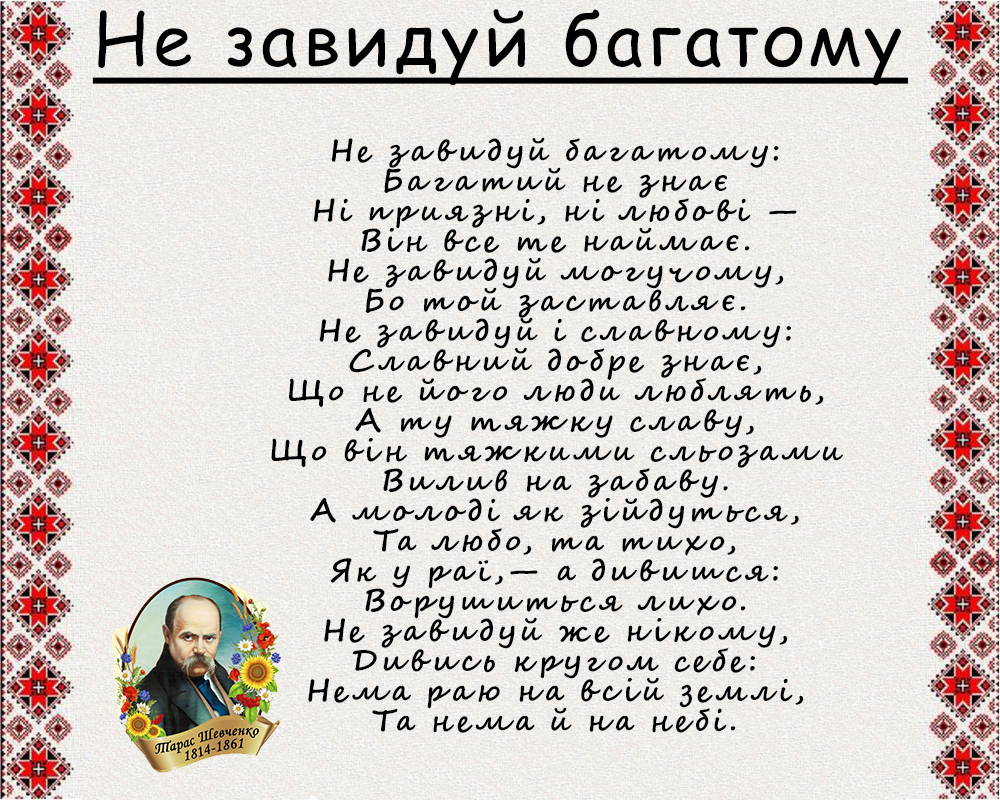 Не завидуй багатому
Не завидуй багатому:
Багатий не знає
Ні приязні, ні любові —
Він все те наймає.
Не завидуй могучому,
Бо той заставляє.
Не завидуй і славному:
Славний добре знає,
Що не його люди люблять,
А ту тяжку славу,
Що він тяжкими сльозами
Вилив на забаву.
А молоді як зійдуться,
Та любо, та тихо,
Як у раї,— а дивишся:
Ворушиться лихо.
Не завидуй же нікому,
Дивись кругом себе:
Нема раю на всій землі,
Та нема й на небі.
Тарас Шевченко
1814-1861